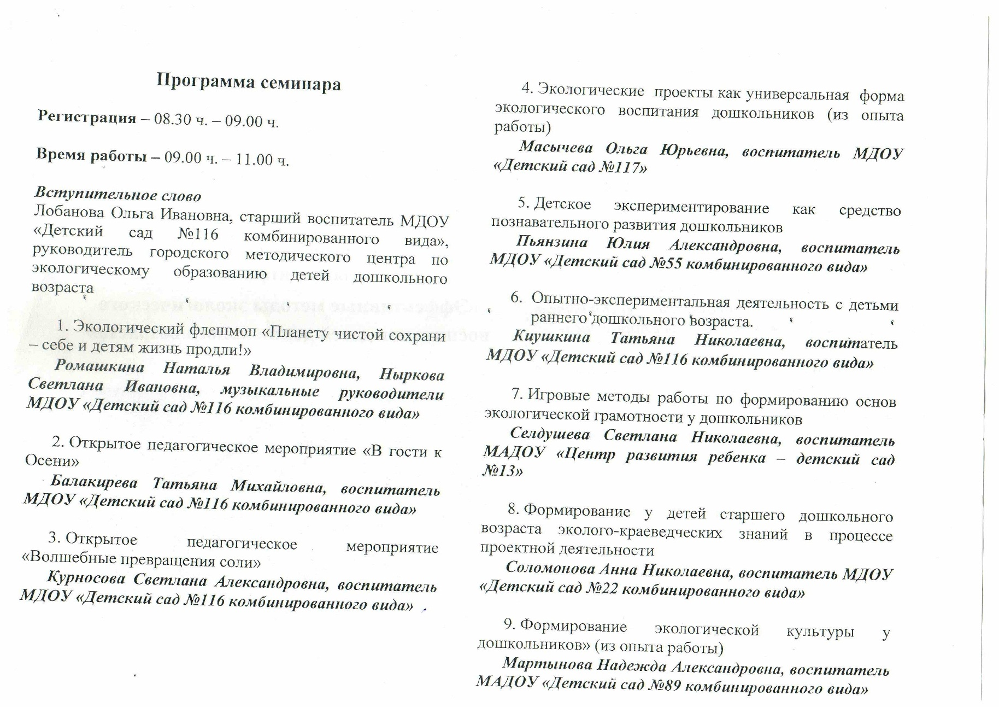 Программа семинара
Регистрация – 08.30 ч. – 09.00 ч.
Время работы – 09.00 ч. – 11.00 ч.
Вступительное слово
Лобанова Ольга Ивановна, старший воспитатель МДОУ
«Детский сад №116 комбинированного вида»,
руководитель городского методического центра по
экологическому образованию детей дошкольного
возраста
1. Экологический флешмоп «Планету чистой сохрани
– себе и детям жизнь продли!»
Ромашкина Наталья Владимировна, Ныркова
Светлана Ивановна, музыкальные руководители
МДОУ «Детский сад №116 комбинированного вида»
2. Открытое педагогическое мероприятие «В гости к
Осени»
Балакирева Татьяна Михайловна, воспитатель
МДОУ «Детский сад №116 комбинированного вида»
3. Открытое педагогическое мероприятие
«Волшебные превращения соли»
Курносова Светлана Александровна, воспитатель
МДОУ «Детский сад №116 комбинированного вида»
4. Экологические проекты как универсальная форма
экологического воспитания дошкольников (из опыта
работы)
Масычева Ольга Юрьевна, воспитатель МДОУ
«Детский сад №117»
5. Детское экспериментирование как средство
познавательного развития дошкольников
Пьянзина Юлия Александровна, воспитатель
МДОУ «Детский сад №55 комбинированного вида»
6. Опытно-экспериментальная деятельность с детьми
раннего дошкольного возраста.
Киушкина Татьяна Николаевна, воспитатель
МДОУ «Детский сад №116 комбинированного вида»
7. Игровые методы работы по формированию основ
экологической грамотности у дошкольников
Селдушева Светлана Николаевна, воспитатель
МАДОУ «Центр развития ребенка – детский сад
№13»
8. Формирование у детей старшего дошкольного
возраста эколого-краеведческих знаний в процессе
проектной деятельности
Соломонова Анна Николаевна, воспитатель МДОУ
«Детский сад №22 комбинированного вида»
9. Формирование экологической культуры у
дошкольников» (из опыта работы)
Мартынова Надежда Александровна, воспитатель
МАДОУ «Детский сад №89 комбинированного вида»